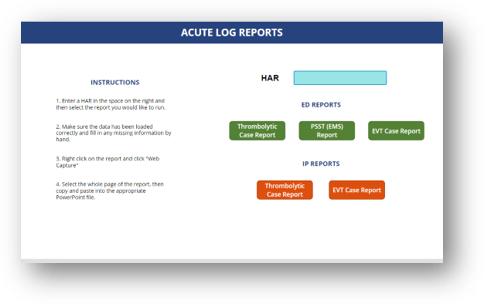 ACUTE LOG REPORTS
INSTRUCTIONS
1. Enter a HAR in the space on the right and
then select the report you would like to run.
2. Make sure the data has been loaded
correctly and fill in any missing information by
hand.
3. Right click on the report and click "Web
Capture"
4. Select the whole page of the report, then
copy and paste into the appropriate
PowerPoint file.
HAR
ED REPORTS
Thrombolytic
Case Report
PSST (EMS)
Report
EVT Case Report
IP REPORTS
Thrombolytic
Case Report
EVT Case Report